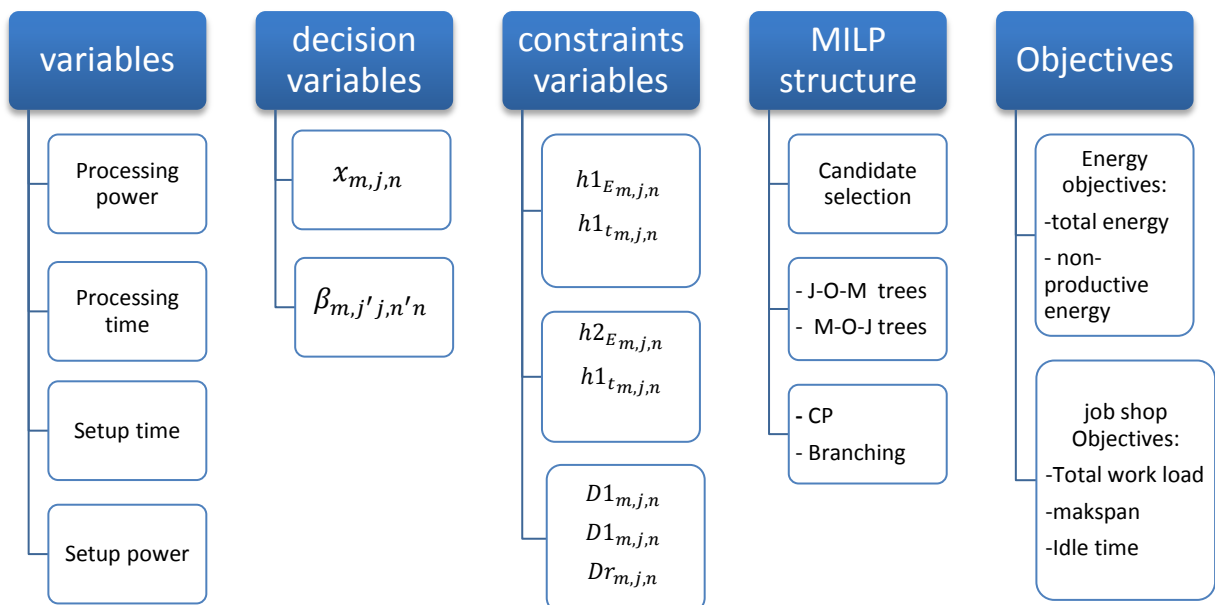 variables
Processing
power
Processing
time
Setup time
Setup power
decision
variables
x_{m,j,n}
β_{m,j′j,n′n}
constraints
variables
h1_{E_{m,j,n}}
h1_{t_{m,j,n}}
h2_{E_{m,j,n}}
h1_{t_{m,j,n}}
D1_{m,j,n}
D1_{m,j,n}
Dr_{m,j,n}
MILP
structure
Candidate
selection
- J-O-M trees
- M-O-J trees
- CP
- Branching
Objectives
Energy
objectives:
-total energy
- non-
productive
energy
job shop
Objectives:
-Total work load
-makspan
-Idle time